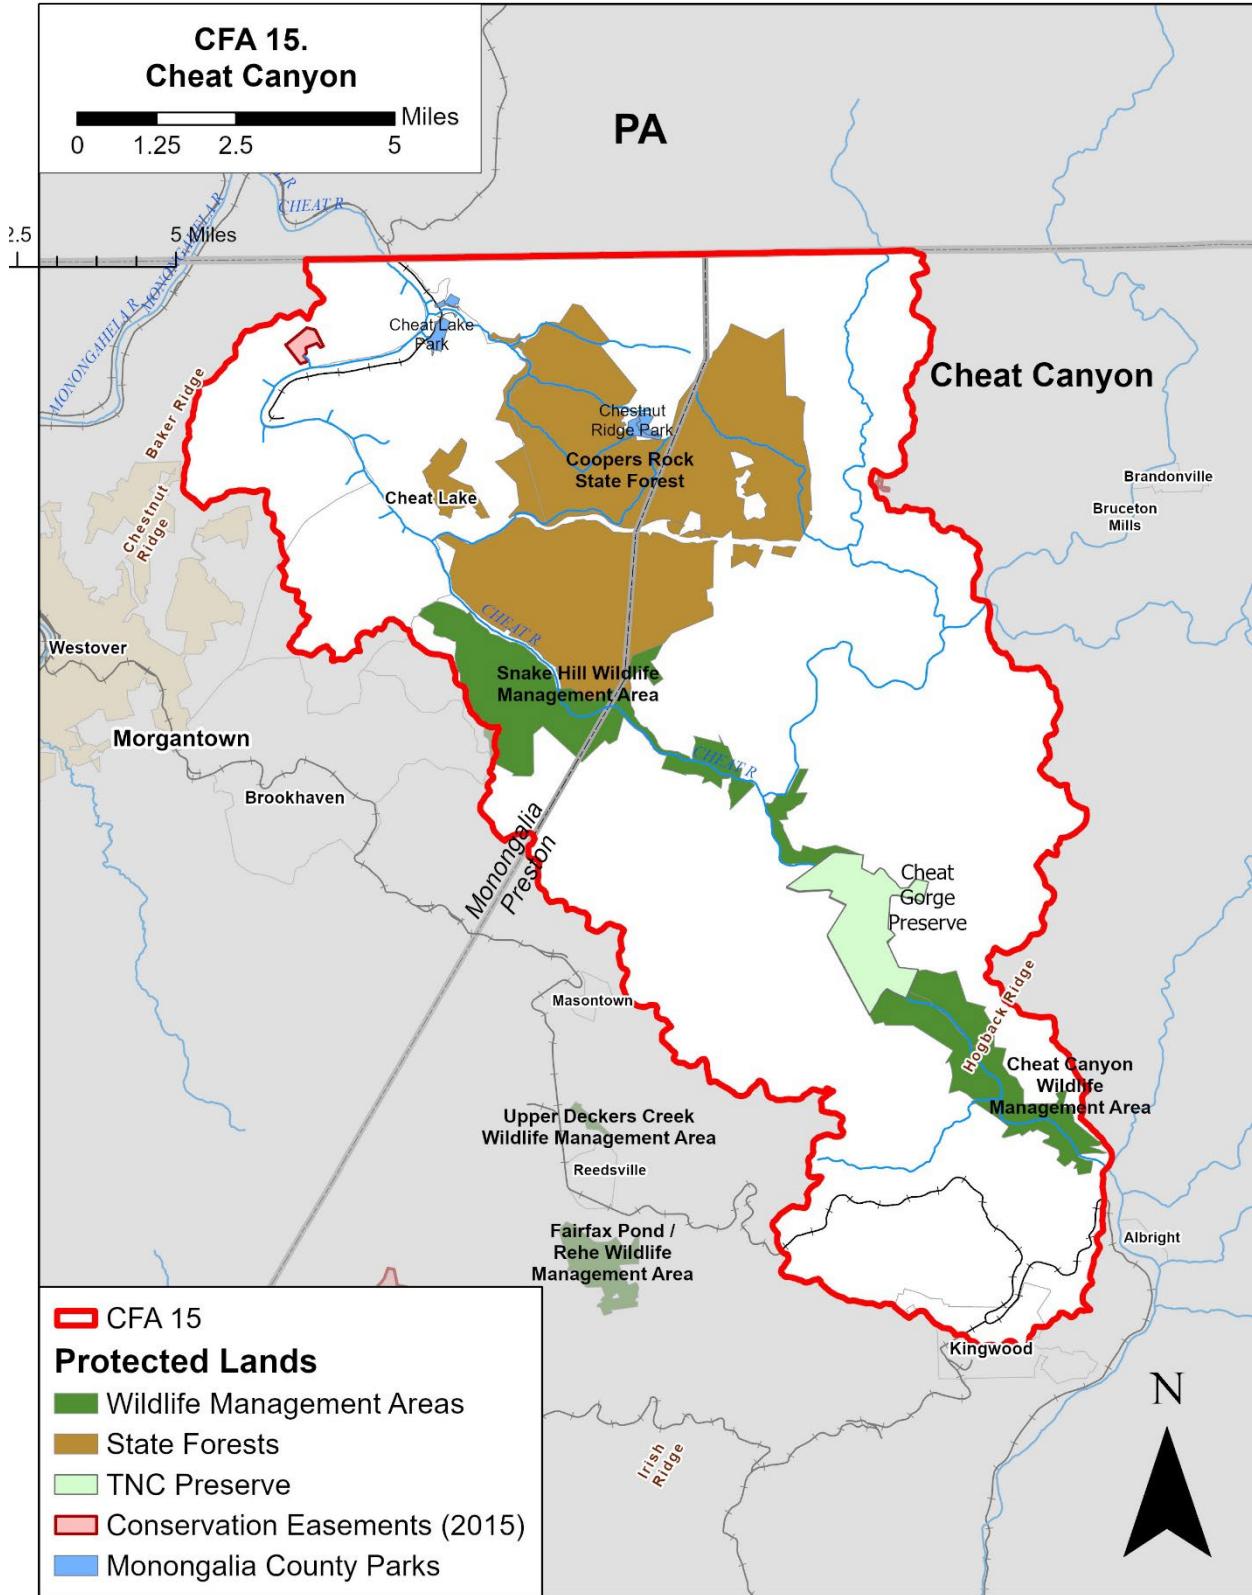 CFA 15.
Cheat Canyon
Miles
0 1.25 2.5 5
PA
CHEAT R
MONONGAHELA R
2.5 5 Miles
MONONGAHELA R
Cheat Lake
Park
Baker Ridge
Cheat Canyon
Chestnut
Ridge Park
Coopers Rock
State Forest
Brandonville
Cheat Lake
Bruceton
Mills
Chestnut
Ridge
CHEAT R
Westover
Snake Hill Wildlife
Management Area
Morgantown
CHEAT R
Brookhaven
Monongalia
Preston
Cheat
Gorge
Preserve
Masontown
Hogback Ridge
Cheat Canyon
Wildlife
Management Area
Upper Deckers Creek
Wildlife Management Area
Reedsville
Fairfax Pond /
Rehe Wildlife
Management Area
Albright
Kingwood
Irish
Ridge
N
CFA 15
Protected Lands
Wildlife Management Areas
State Forests
TNC Preserve
Conservation Easements (2015)
Monongalia County Parks